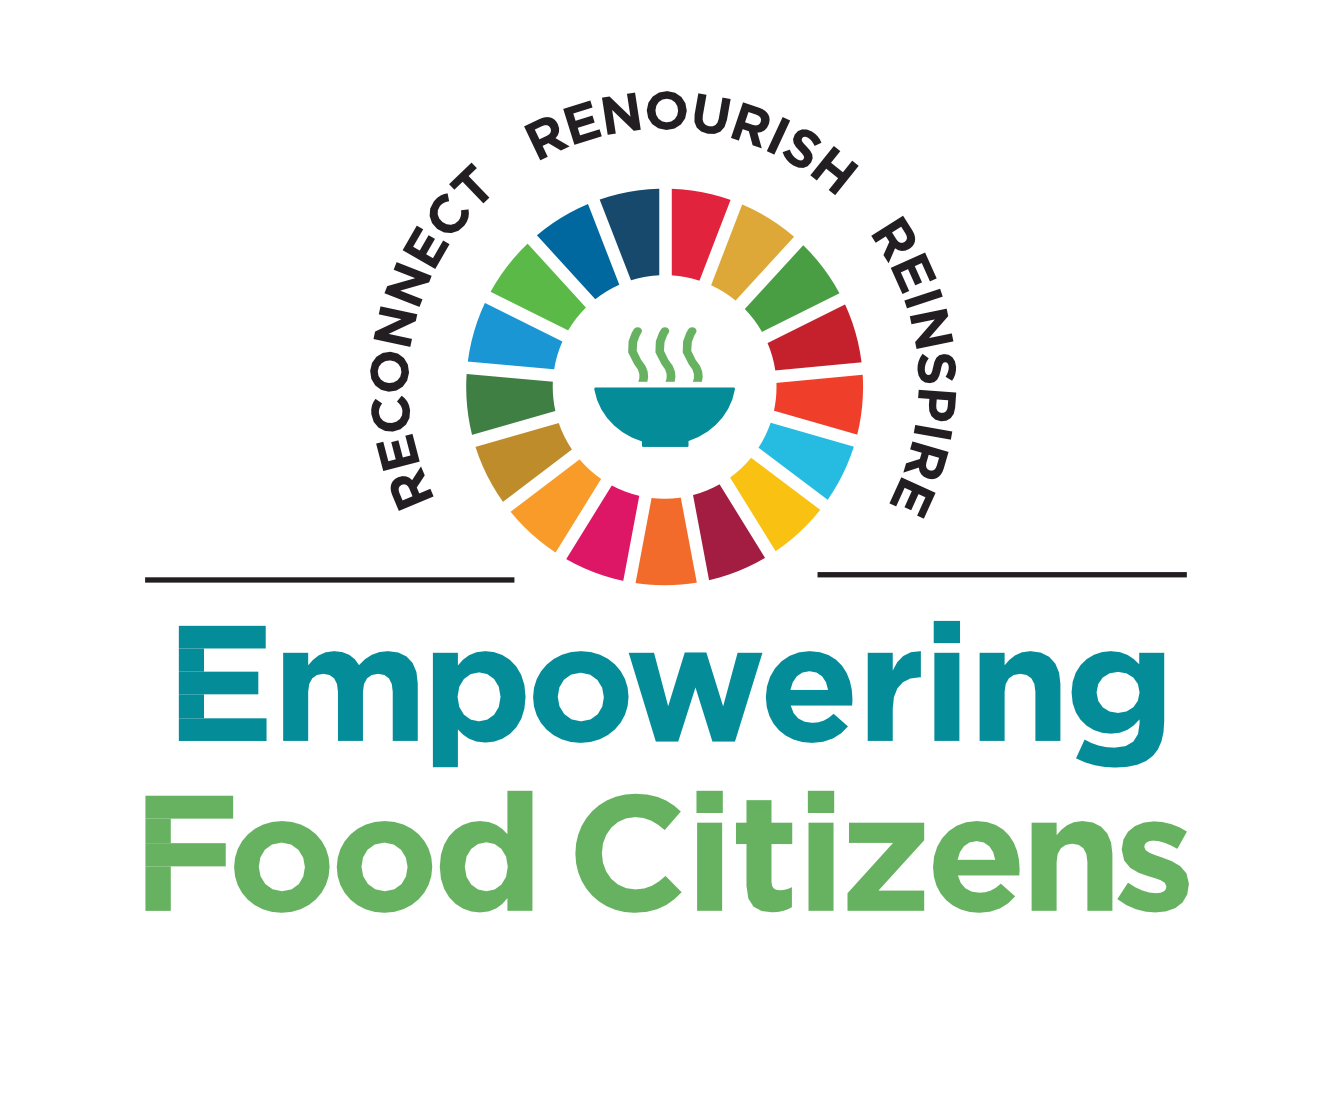 RECONNECT RENOURISH REINSPIRE
Empowering
Food Citizens